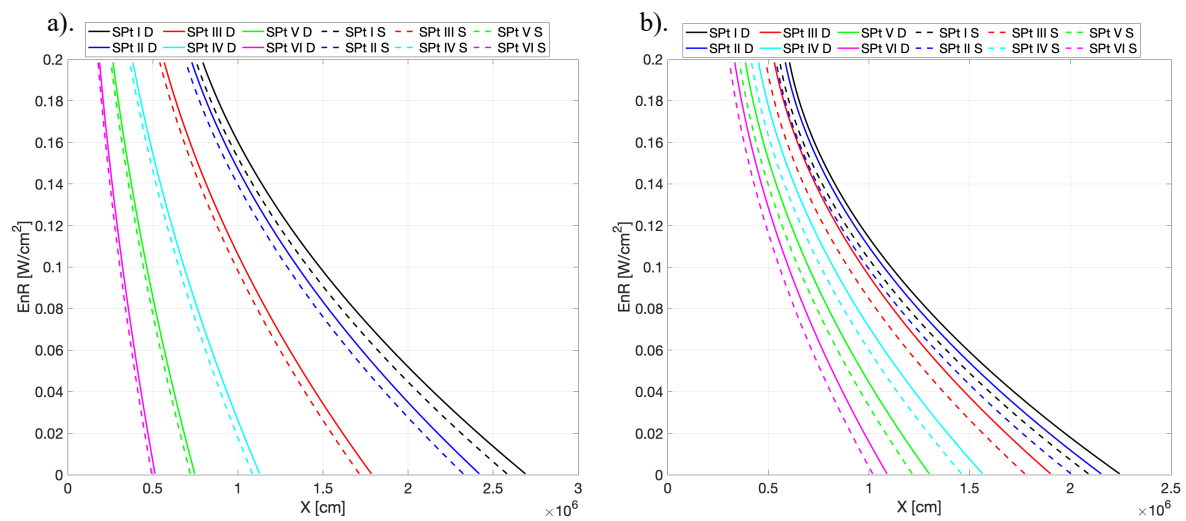 a).
SPt I D SPt III D SPt V D SPt I S SPt III S SPt V S
SPt II D SPt IV D SPt VI D SPt II S SPt IV S SPt VI S
0.2
0.18
0.16
0.14
0.12
0.1
0.08
0.06
0.04
0.02
0
EnR [W/cm²]
0 0.5 1 1.5 2 2.5 3
X [cm]
×10⁶
b).
SPt I D SPt III D SPt V D SPt I S SPt III S SPt V S
SPt II D SPt IV D SPt VI D SPt II S SPt IV S SPt VI S
0.2
0.18
0.16
0.14
0.12
0.1
0.08
0.06
0.04
0.02
0
EnR [W/cm²]
0 0.5 1 1.5 2 2.5
X [cm]
×10⁶